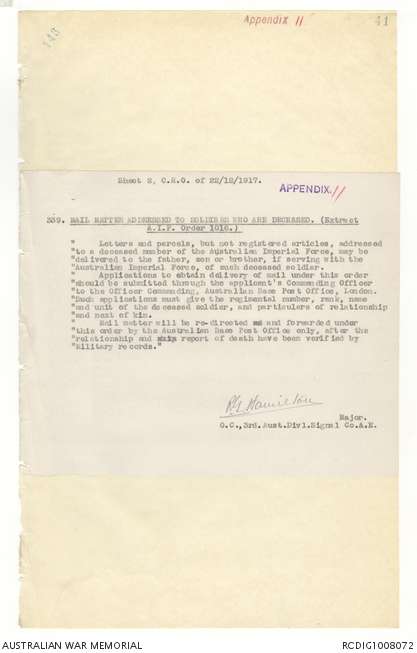 Appendix 11
41
Sheet 2, C.R.O. of 22/12/1917.
APPENDIX. 11
339. MAIL MATTER ADDRESSED TO SOLDIERS WHO ARE DECEASED. (Extract
A.I.F. Order 1016.)
" Letters and parcels, but not registered articles, addressed
"to a deceased member of the Australian Imperial Force, may be
"delivered to the father, son or brother, if serving with the
"Australian Imperial Force, of such deceased soldier.
" Applications to obtain delivery of mail under this order
"should be submitted through the applicant's Commanding Officer
"to the Officer Commanding, Australian Base Post Office, London.
"Such applications must give the regimental number, rank, name
"and unit of the deceased soldier, and particulars of relationship
"and next of kin.
" Mail matter will be re-directed and forwarded under
"this order by the Australian Base Post Office only, after the
"relationship and report of death have been verified by
"Military records."
R G Hamilton
Major.
O.C., 3rd.Aust.Divl.Signal Co.A.E.
AUSTRALIAN WAR MEMORIAL
RCDIG1008072